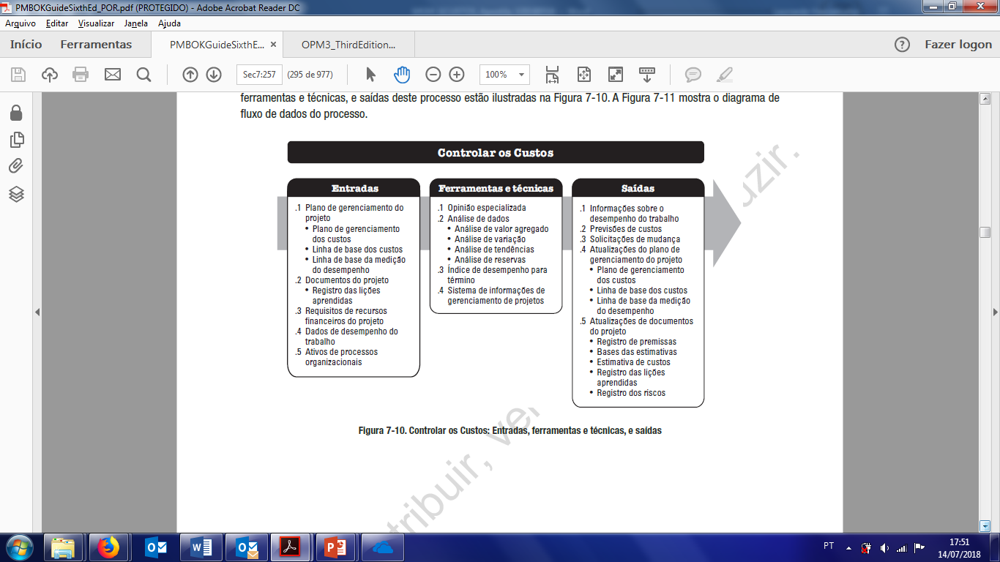 PMBOKGuideSixthEd_POR.pdf (PROTEGIDO) - Adobe Acrobat Reader DC
Arquivo Editar Visualizar Janela Ajuda
Início Ferramentas PMBOKGuideSixthE... × OPM3_ThirdEdition... ? Fazer logon
Sec7:257 (295 de 977) 100%
ferramentas e técnicas, e saídas deste processo estão ilustradas na Figura 7-10. A Figura 7-11 mostra o diagrama de
fluxo de dados do processo.
Controlar os Custos
Entradas
.1 Plano de gerenciamento do
projeto
• Plano de gerenciamento
dos custos
• Linha de base dos custos
• Linha de base da medição
do desempenho
.2 Documentos do projeto
• Registro das lições
aprendidas
.3 Requisitos de recursos
financeiros do projeto
.4 Dados de desempenho do
trabalho
.5 Ativos de processos
organizacionais
Ferramentas e técnicas
.1 Opinião especializada
.2 Análise de dados
• Análise de valor agregado
• Análise de variação
• Análise de tendências
• Análise de reservas
.3 Índice de desempenho para
término
.4 Sistema de informações de
gerenciamento de projetos
Saídas
.1 Informações sobre o
desempenho do trabalho
.2 Previsões de custos
.3 Solicitações de mudança
.4 Atualizações do plano de
gerenciamento do projeto
• Plano de gerenciamento
dos custos
• Linha de base dos custos
• Linha de base da medição
do desempenho
.5 Atualizações de documentos
do projeto
• Registro de premissas
• Bases das estimativas
• Estimativa de custos
• Registro das lições
aprendidas
• Registro dos riscos
Figura 7-10. Controlar os Custos: Entradas, ferramentas e técnicas, e saídas
tribuir, ver
uzir.
PT
17:51
14/07/2018